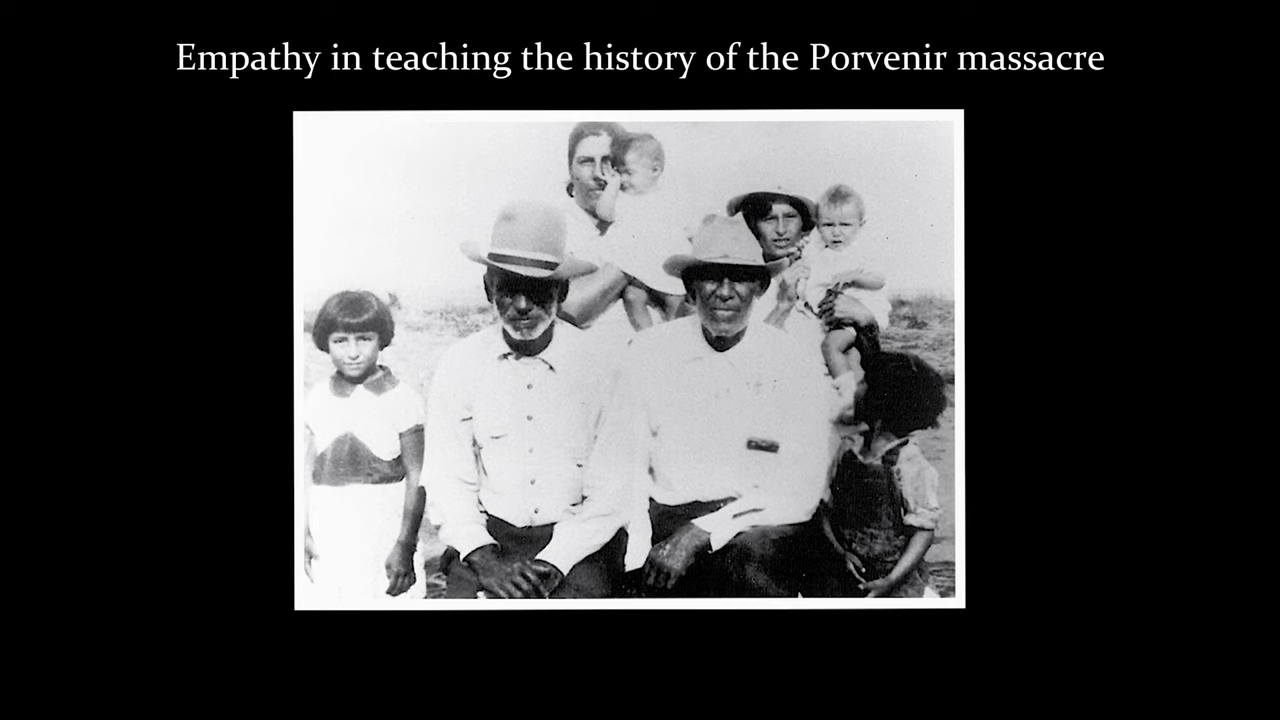 Empathy in teaching the history of the Porvenir massacre